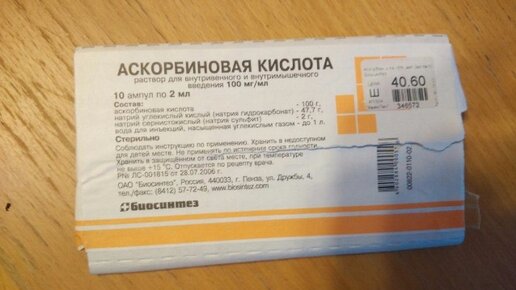 АСКОРБИНОВАЯ КИСЛОТА
раствор для внутривенного и внутримышечного
введения 100 мг/мл
10 ампул по 2 мл
Состав:
аскорбиновая кислота - 100 г,
натрий углекислый кислый (натрия гидрокарбонат) - 47,7 г,
натрий сернистокислый (натрия сульфит) - 2 г,
вода для инъекций, насыщенная углекислым газом - до 1 л.
Стерильно
Соблюдать инструкцию по применению. Хранить в недоступном
для детей месте. Не применять по истечении срока годности.
Хранить в защищённом от света месте, при температуре
не выше +15 °С. Отпускается по рецепту врача.
РN: ЛС-001815 от 28.07.2006 г.
ОАО "Биосинтез", Россия, 440033, г. Пенза, ул. Дружбы, 4,
тел./факс: (8412) 57-72-49, www.biosintez.com
Биосинтез
40.60
346572